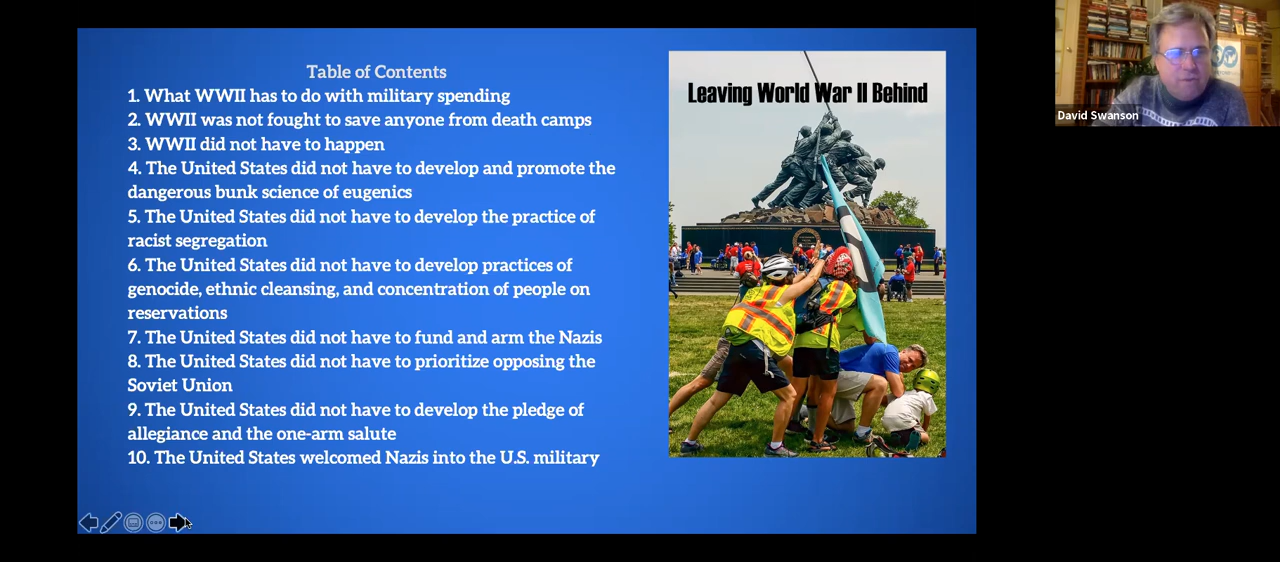 Table of Contents
1. What WWII has to do with military spending
2. WWII was not fought to save anyone from death camps
3. WWII did not have to happen
4. The United States did not have to develop and promote the
dangerous bunk science of eugenics
5. The United States did not have to develop the practice of
racist segregation
6. The United States did not have to develop practices of
genocide, ethnic cleansing, and concentration of people on
reservations
7. The United States did not have to fund and arm the Nazis
8. The United States did not have to prioritize opposing the
Soviet Union
9. The United States did not have to develop the pledge of
allegiance and the one-arm salute
10. The United States welcomed Nazis into the U.S. military
Leaving World War II Behind
David Swanson